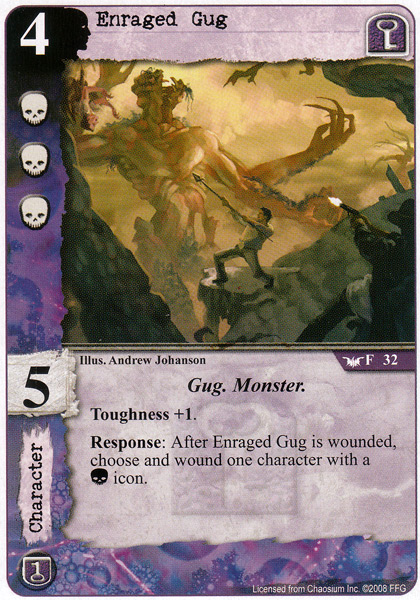 4
Enraged Gug
Illus. Andrew Johanson
F 32
5
Gug. Monster.
Toughness +1.
Response: After Enraged Gug is wounded,
choose and wound one character with a
icon.
Character
1
Licensed from Chaosium Inc. ©2008 FFG